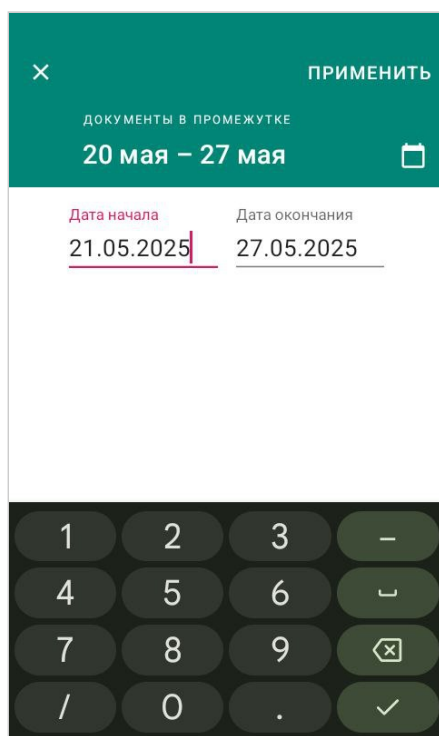 ПРИМЕНИТЬ
ДОКУМЕНТЫ В ПРОМЕЖУТКЕ
20 мая – 27 мая
Дата начала Дата окончания
21.05.2025 27.05.2025
1 2 3 –
4 5 6
7 8 9
/ 0 .